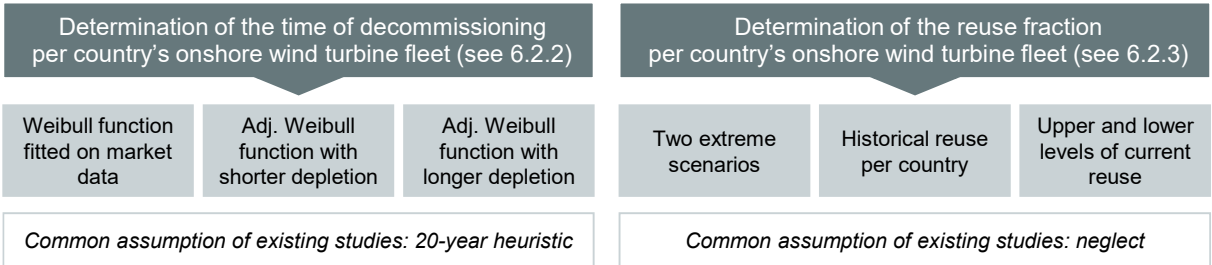 Determination of the time of decommissioning
per country's onshore wind turbine fleet (see 6.2.2)
Weibull function
fitted on market
data
Adj. Weibull
function with
shorter depletion
Adj. Weibull
function with
longer depletion
Common assumption of existing studies: 20-year heuristic
Determination of the reuse fraction
per country's onshore wind turbine fleet (see 6.2.3)
Two extreme
scenarios
Historical reuse
per country
Upper and lower
levels of current
reuse
Common assumption of existing studies: neglect